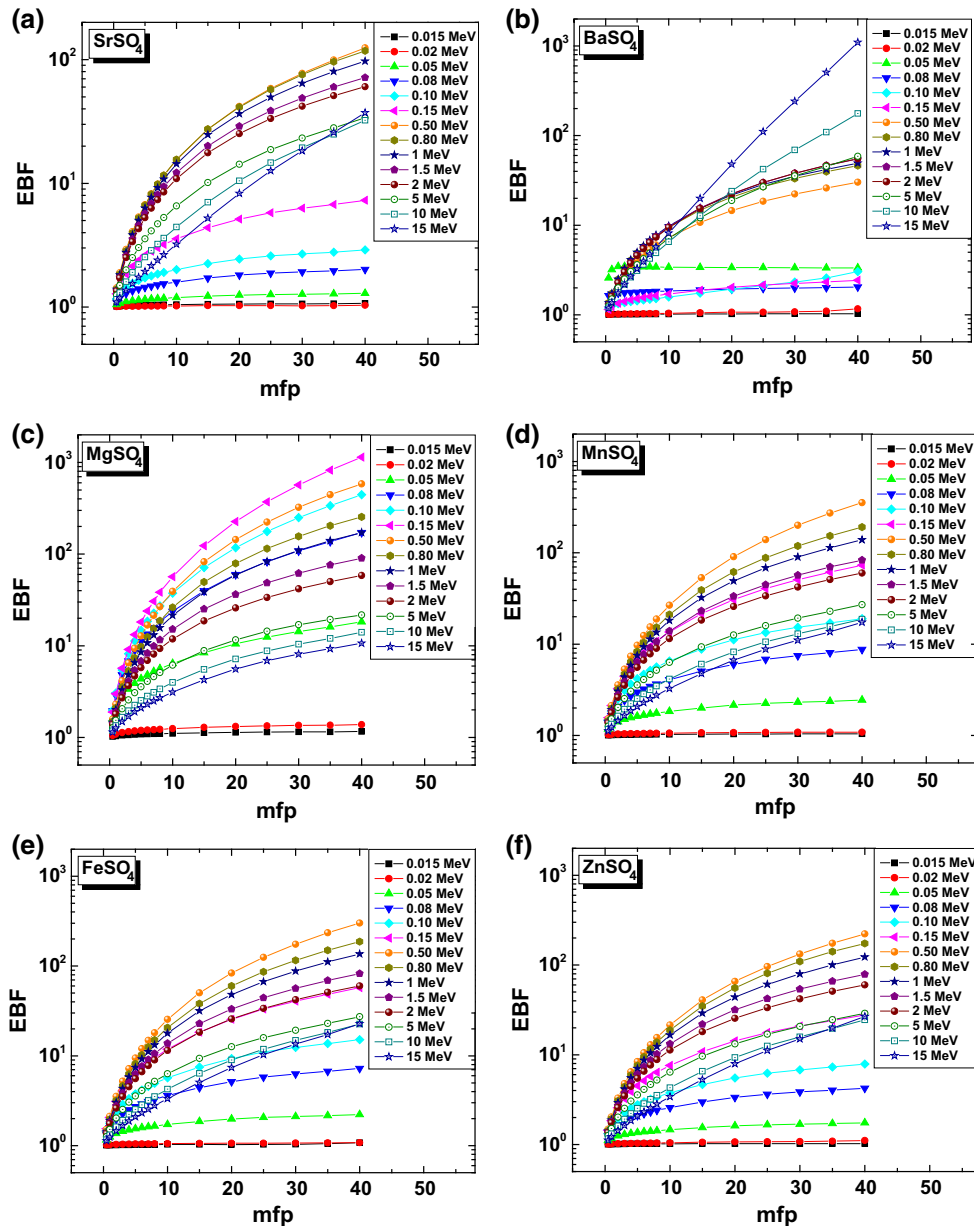 (a)
SrSO4
EBF
10^2
10^1
10^0
0 10 20 30 40 50
mfp
0.015 MeV
0.02 MeV
0.05 MeV
0.08 MeV
0.10 MeV
0.15 MeV
0.50 MeV
0.80 MeV
1 MeV
1.5 MeV
2 MeV
5 MeV
10 MeV
15 MeV
(b)
BaSO4
EBF
10^3
10^2
10^1
10^0
0 10 20 30 40 50
mfp
0.015 MeV
0.02 MeV
0.05 MeV
0.08 MeV
0.10 MeV
0.15 MeV
0.50 MeV
0.80 MeV
1 MeV
1.5 MeV
2 MeV
5 MeV
10 MeV
15 MeV
(c)
MgSO4
EBF
10^3
10^2
10^1
10^0
0 10 20 30 40 50
mfp
0.015 MeV
0.02 MeV
0.05 MeV
0.08 MeV
0.10 MeV
0.15 MeV
0.50 MeV
0.80 MeV
1 MeV
1.5 MeV
2 MeV
5 MeV
10 MeV
15 MeV
(d)
MnSO4
EBF
10^3
10^2
10^1
10^0
0 10 20 30 40 50
mfp
0.015 MeV
0.02 MeV
0.05 MeV
0.08 MeV
0.10 MeV
0.15 MeV
0.50 MeV
0.80 MeV
1 MeV
1.5 MeV
2 MeV
5 MeV
10 MeV
15 MeV
(e)
FeSO4
EBF
10^3
10^2
10^1
10^0
0 10 20 30 40 50
mfp
0.015 MeV
0.02 MeV
0.05 MeV
0.08 MeV
0.10 MeV
0.15 MeV
0.50 MeV
0.80 MeV
1 MeV
1.5 MeV
2 MeV
5 MeV
10 MeV
15 MeV
(f)
ZnSO4
EBF
10^3
10^2
10^1
10^0
0 10 20 30 40 50
mfp
0.015 MeV
0.02 MeV
0.05 MeV
0.08 MeV
0.10 MeV
0.15 MeV
0.50 MeV
0.80 MeV
1 MeV
1.5 MeV
2 MeV
5 MeV
10 MeV
15 MeV